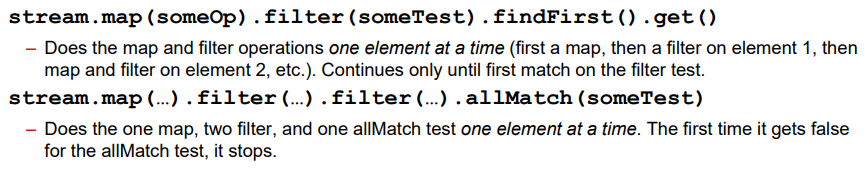 stream.map(someOp).filter(someTest).findFirst().get()
– Does the map and filter operations one element at a time (first a map, then a filter on element 1, then
map and filter on element 2, etc.). Continues only until first match on the filter test.
stream.map(…).filter(…).filter(…).allMatch(someTest)
– Does the one map, two filter, and one allMatch test one element at a time. The first time it gets false
for the allMatch test, it stops.